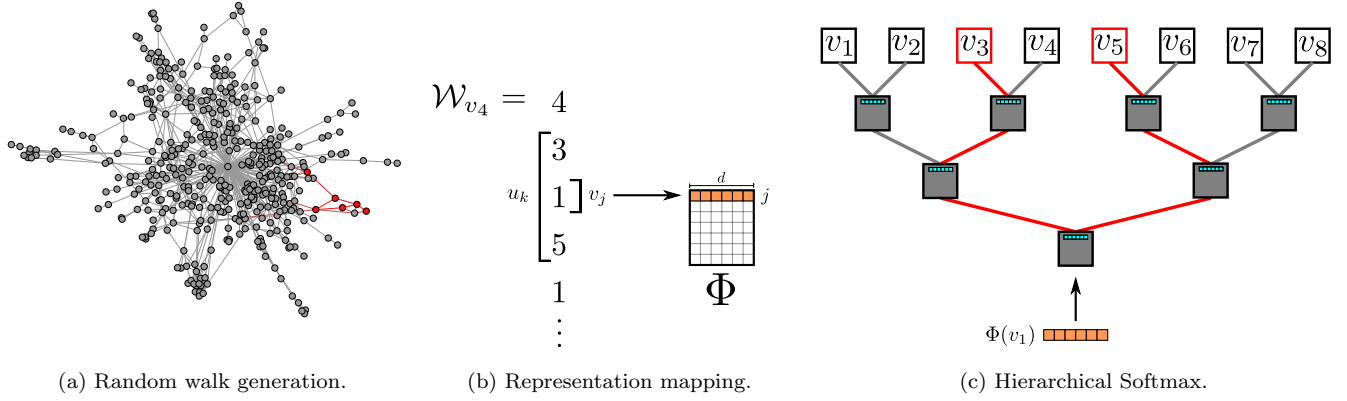 v1 v2 v3 v4 v5 v6 v7 v8
𝒲v4 = 4
3
uk [ 1 ] vj d j
5
Φ
1
⋮
Φ(v1)
(a) Random walk generation. (b) Representation mapping. (c) Hierarchical Softmax.